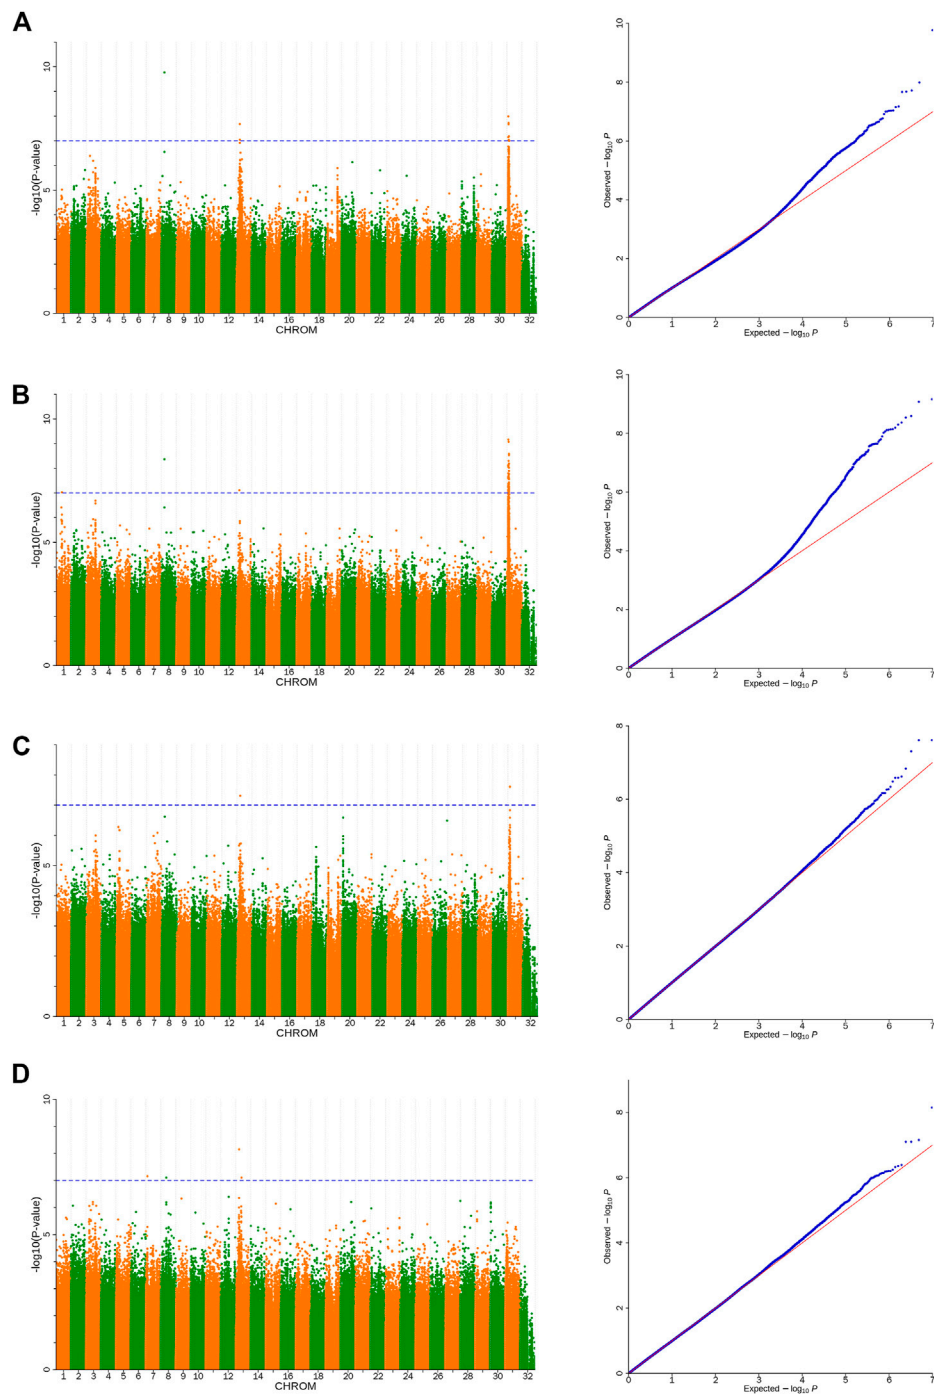 A
-log10(P-value)
10
5
0
1 2 3 4 5 6 7 8 9 10 12 14 16 18 20 22 24 26 28 30 32
CHROM
Observed − log₁₀ P
10
8
6
4
2
0
0 1 2 3 4 5 6 7
Expected − log₁₀ P
B
-log10(P-value)
10
5
0
1 2 3 4 5 6 7 8 9 10 12 14 16 18 20 22 24 26 28 30 32
CHROM
Observed − log₁₀ P
10
8
6
4
2
0
0 1 2 3 4 5 6 7
Expected − log₁₀ P
C
-log10(P-value)
5
0
1 2 3 4 5 6 7 8 9 10 12 14 16 18 20 22 24 26 28 30 32
CHROM
Observed − log₁₀ P
8
6
4
2
0
0 1 2 3 4 5 6 7
Expected − log₁₀ P
D
-log10(P-value)
10
5
0
1 2 3 4 5 6 7 8 9 10 12 14 16 18 20 22 24 26 28 30 32
CHROM
Observed − log₁₀ P
8
6
4
2
0
0 1 2 3 4 5 6 7
Expected − log₁₀ P